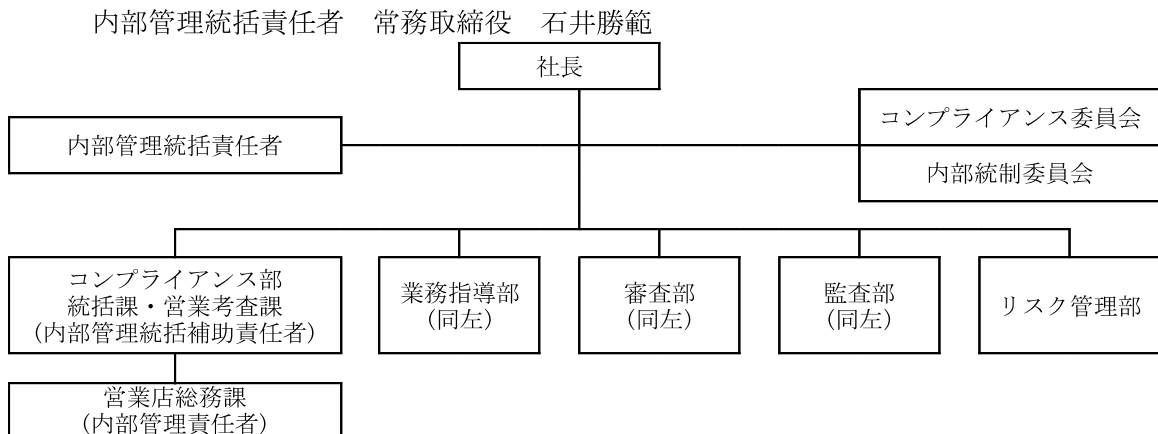 内部管理統括責任者　常務取締役　石井勝範
社長
コンプライアンス委員会
内部管理統括責任者
内部統制委員会
コンプライアンス部
統括課・営業考査課
(内部管理統括補助責任者)
業務指導部
(同左)
審査部
(同左)
監査部
(同左)
リスク管理部
営業店総務課
(内部管理責任者)